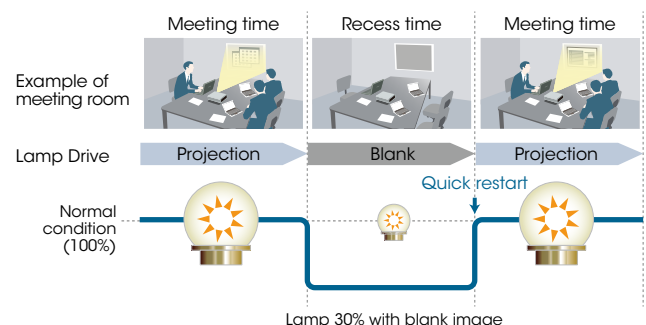 Meeting time
Recess time
Meeting time
Example of
meeting room
Lamp Drive
Projection
Blank
Projection
Quick restart
Normal
condition
(100%)
Lamp 30% with blank image